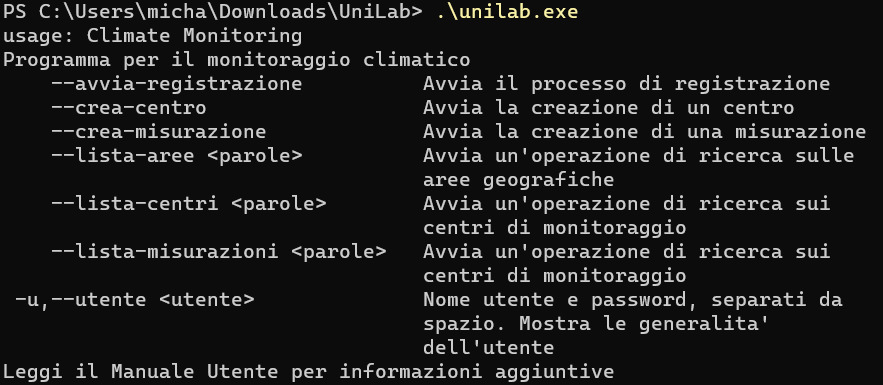 PS C:\Users\micha\Downloads\UniLab> .\unilab.exe
usage: Climate Monitoring
Programma per il monitoraggio climatico
    --avvia-registrazione          Avvia il processo di registrazione
    --crea-centro                  Avvia la creazione di un centro
    --crea-misurazione             Avvia la creazione di una misurazione
    --lista-aree <parole>          Avvia un'operazione di ricerca sulle
                                   aree geografiche
    --lista-centri <parole>        Avvia un'operazione di ricerca sui
                                   centri di monitoraggio
    --lista-misurazioni <parole>   Avvia un'operazione di ricerca sui
                                   centri di monitoraggio
 -u,--utente <utente>              Nome utente e password, separati da
                                   spazio. Mostra le generalita'
                                   dell'utente
Leggi il Manuale Utente per informazioni aggiuntive